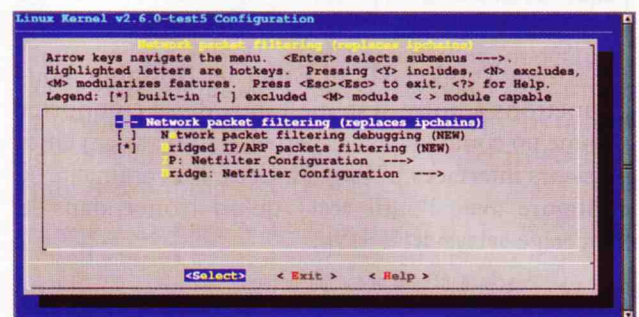 Linux Kernel v2.6.0-test5 Configuration
Network packet filtering (replaces ipchains)
Arrow keys navigate the menu. <Enter> selects submenus --->.
Highlighted letters are hotkeys. Pressing <Y> includes, <N> excludes,
<M> modularizes features. Press <Esc><Esc> to exit, <?> for Help.
Legend: [*] built-in [ ] excluded <M> module < > module capable
--- Network packet filtering (replaces ipchains)
[ ] Network packet filtering debugging (NEW)
[*] Bridged IP/ARP packets filtering (NEW)
IP: Netfilter Configuration --->
Bridge: Netfilter Configuration --->
<Select> < Exit > < Help >